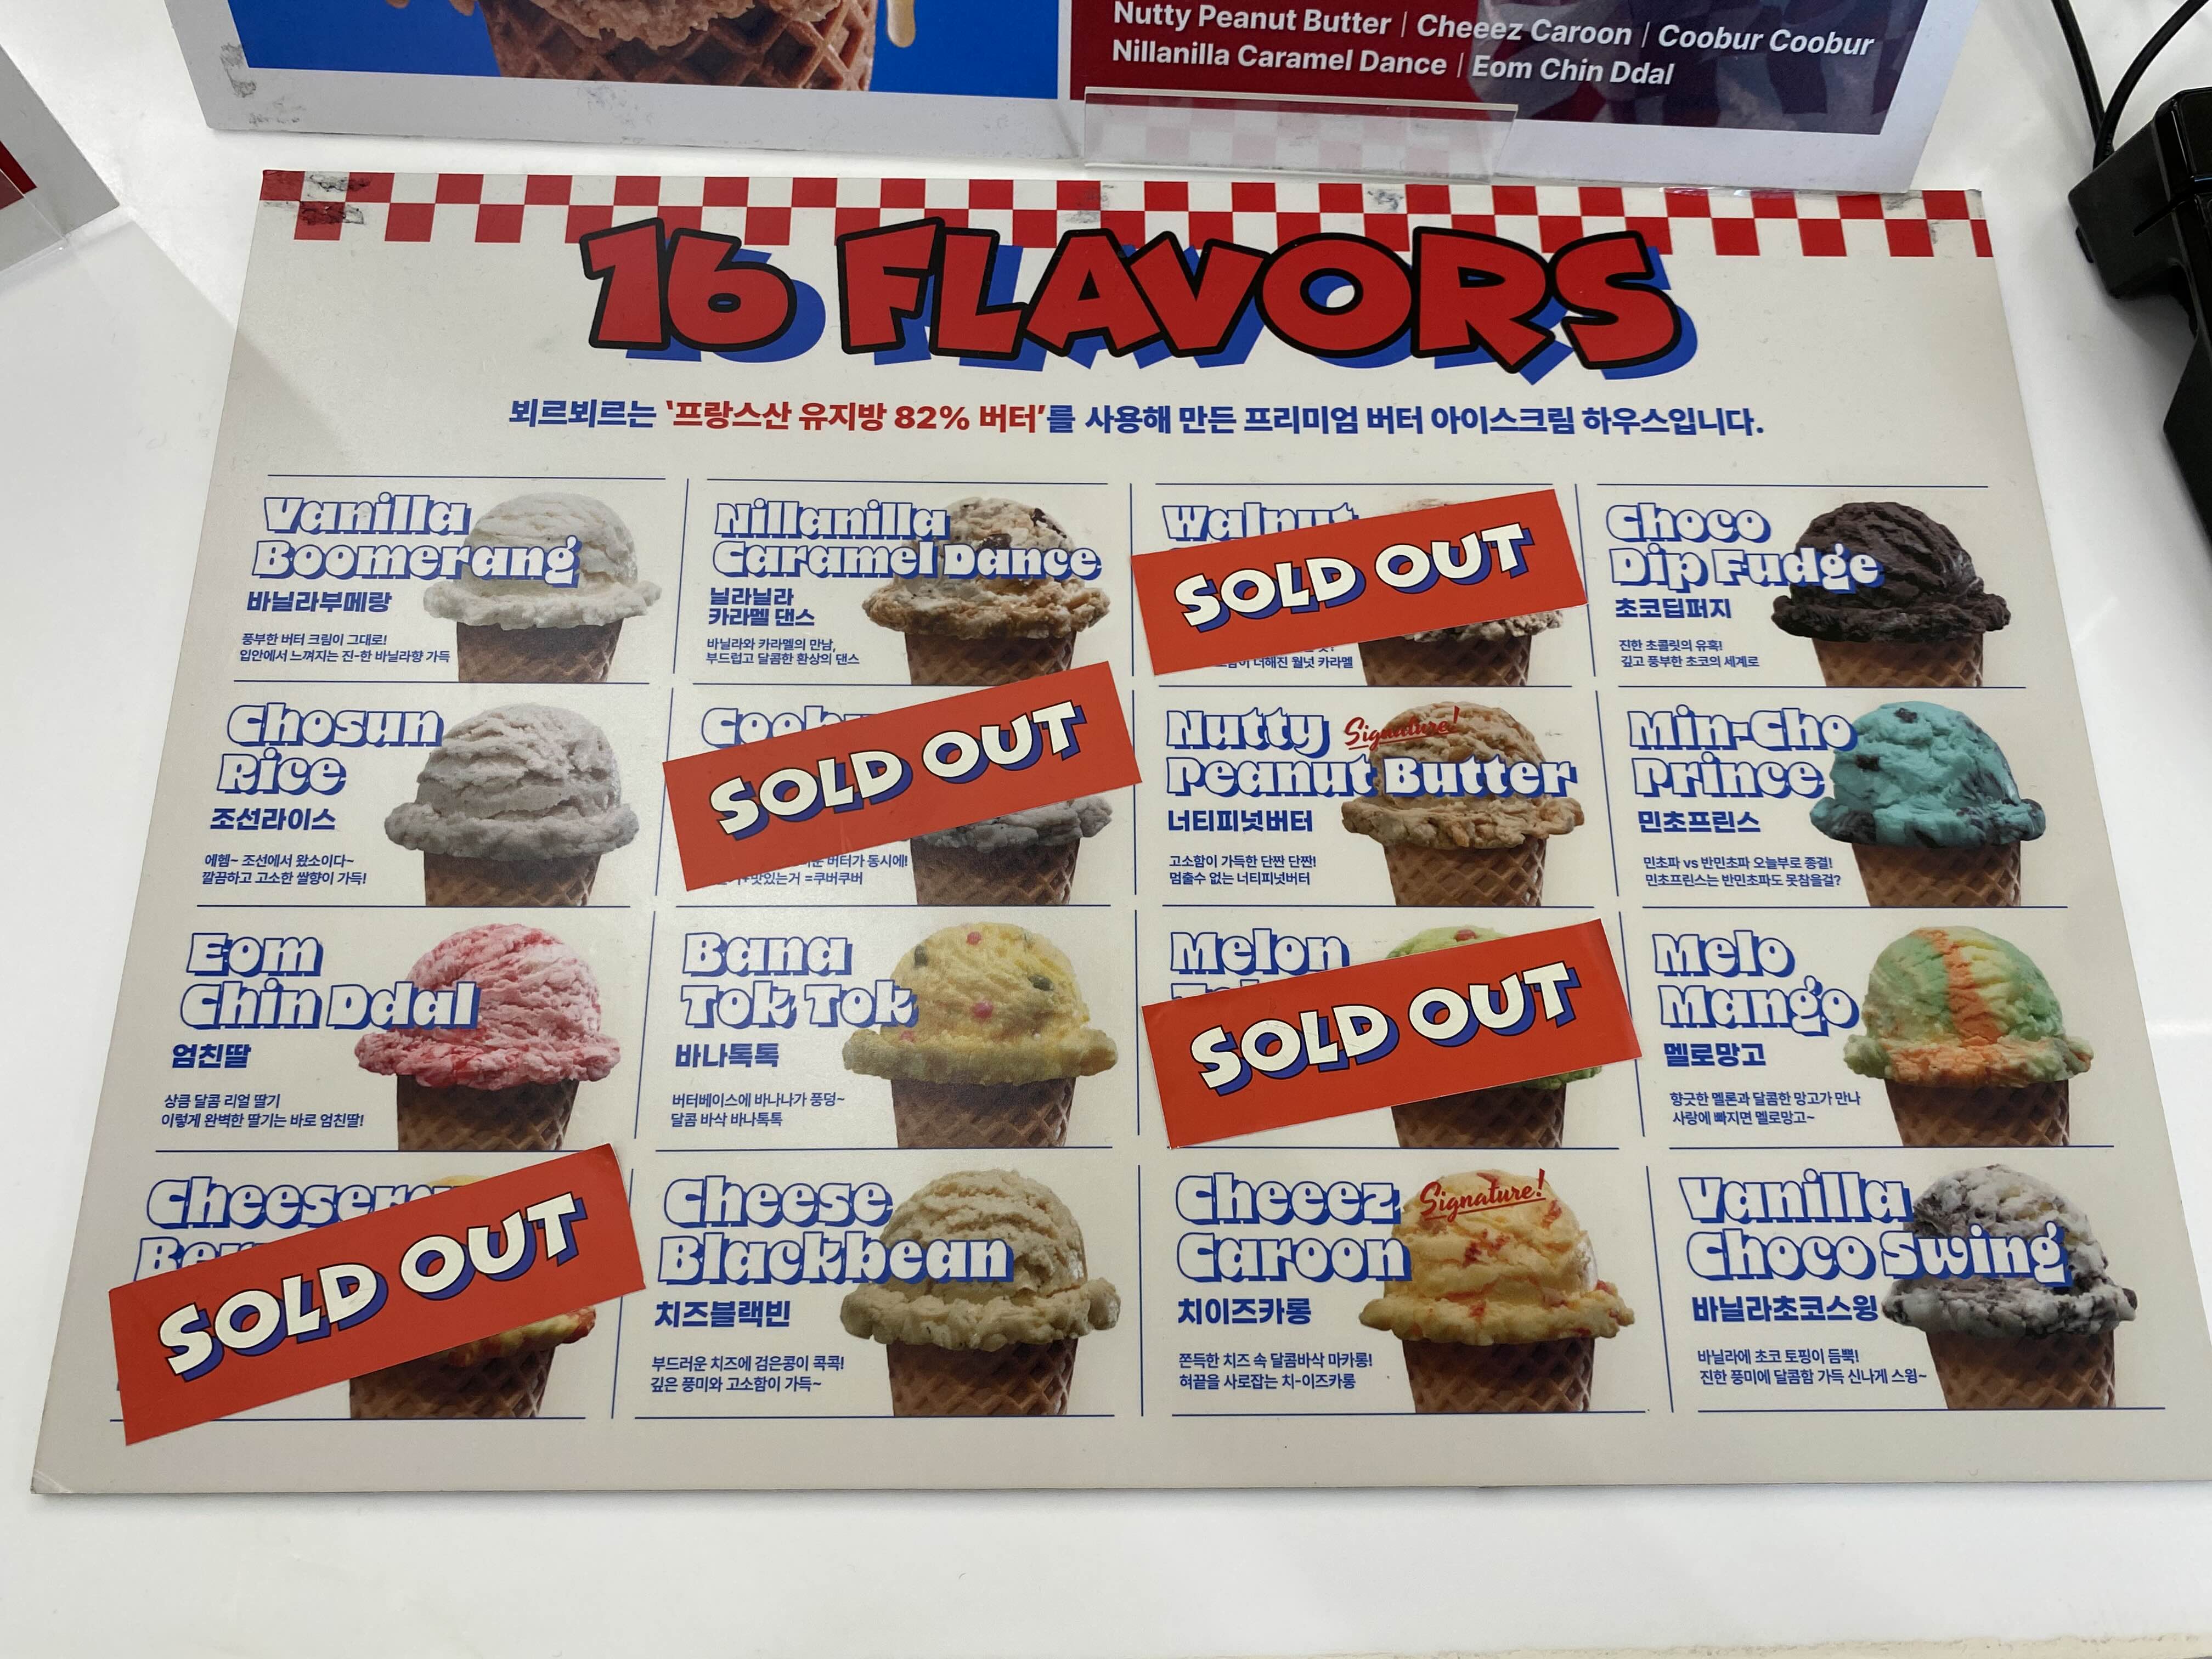 Nutty Peanut Butter | Cheeez Caroon | Coobur Coobur
Nillanilla Caramel Dance | Eom Chin Ddal
16 FLAVORS
뵈르뵈르는 '프랑스산 유지방 82% 버터'를 사용해 만든 프리미엄 버터 아이스크림 하우스입니다.
Vanilla
Boomerang
바닐라부메랑
풍부한 버터 크림이 그대로!
입안에서 느껴지는 진-한 바닐라향 가득
Nillanilla
Caramel Dance
닐라닐라
카라멜 댄스
바닐라와 카라멜의 만남,
부드럽고 달콤한 환상의 댄스
Walnut
SOLD OUT
더해진 월넛 카라멜
Choco
Dip Fudge
초코딥퍼지
진한 초콜릿의 유혹!
깊고 풍부한 초코의 세계로
Chosun
Rice
조선라이스
에헴~ 조선에서 왔소이다~
깔끔하고 고소한 쌀향이 가득!
SOLD OUT
버터가 동시에!
맛있는거 =쿠버쿠버
Nutty
Signature!
Peanut Butter
너티피넛버터
고소함이 가득한 단짠 단짠!
멈출수 없는 너티피넛버터
Min-Cho
Prince
민초프린스
민초파 vs 반민초파 오늘부로 종결!
민초프린스는 반민초파도 못참을걸?
Eom
Chin Ddal
엄친딸
상큼 달콤 리얼 딸기
이렇게 완벽한 딸기는 바로 엄친딸!
Bana
Tok Tok
바나톡톡
버터베이스에 바나나가 풍덩~
달콤 바삭 바나톡톡
Melon
SOLD OUT
Melo
Mango
멜로망고
향긋한 멜론과 달콤한 망고가 만나
사랑에 빠지면 멜로망고~
SOLD OUT
Cheese
Blackbean
치즈블랙빈
부드러운 치즈에 검은콩이 콕콕!
깊은 풍미와 고소함이 가득~
Cheeez
Signature!
Caroon
치이즈카롱
쫀득한 치즈 속 달콤바삭 마카롱!
혀끝을 사로잡는 치-이즈카롱
Vanilla
Choco Swing
바닐라초코스윙
바닐라에 초코 토핑이 듬뿍!
진한 풍미에 달콤함 가득 신나게 스윙~